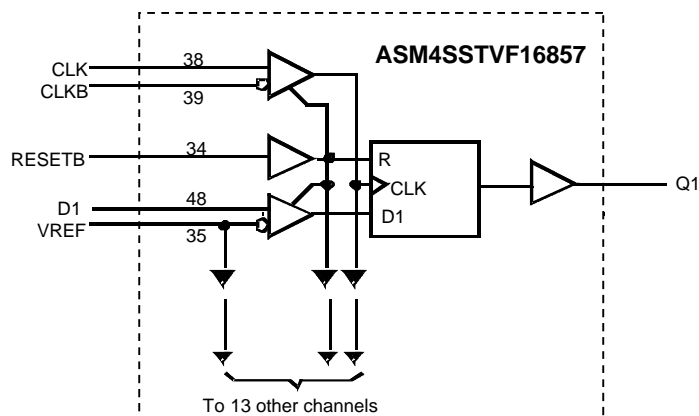 ASM4SSTVF16857
CLK 38
CLKB 39
RESETB 34
R
CLK
D1
Q1
D1 48
VREF 35
To 13 other channels